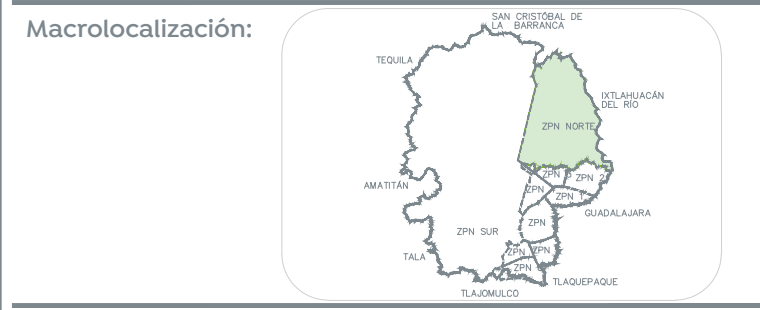 Macrolocalización:
SAN CRISTÓBAL DE
LA BARRANCA
TEQUILA
IXTLAHUACÁN
DEL RÍO
ZPN NORTE
ZPN
ZPN 2
AMATITÁN
ZPN
ZPN 1
GUADALAJARA
ZPN
ZPN SUR
ZPN
ZPN
TALA
ZPN
TLAQUEPAQUE
TLAJOMULCO